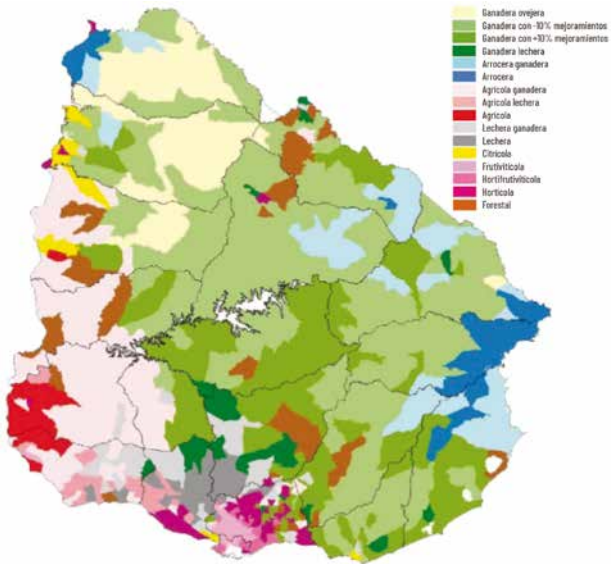 Ganadera ovejera
Ganadera con -10% mejoramientos
Ganadera con +10% mejoramientos
Ganadera lechera
Arrocera ganadera
Arrocera
Agrícola ganadera
Agrícola lechera
Agrícola
Lechera ganadera
Lechera
Citrícola
Frutivitícola
Hortifrutivitícola
Hortícola
Forestal